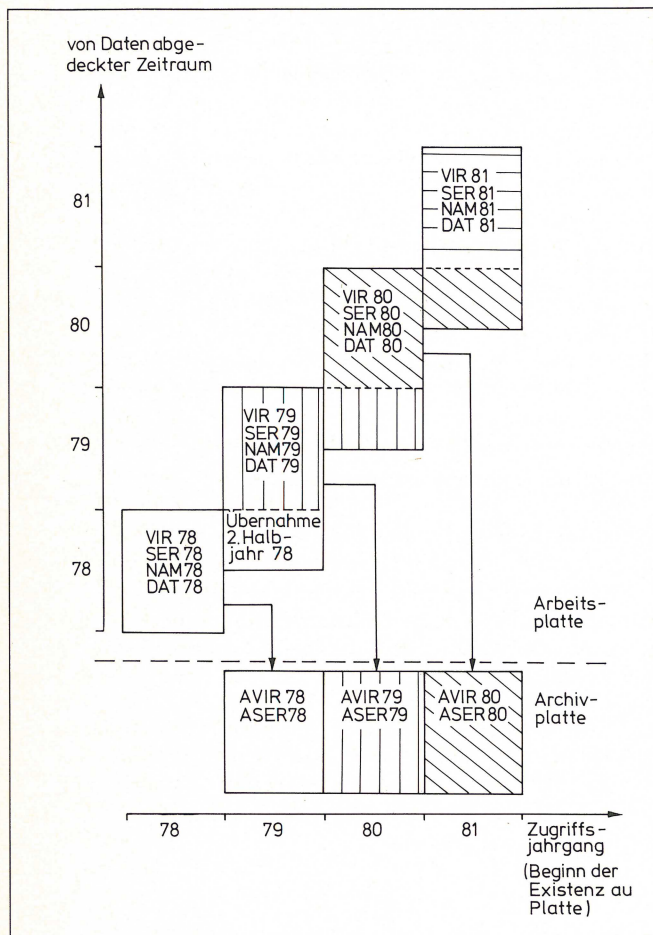 von Daten abge-
deckter Zeitraum
81
VIR 81
SER 81
NAM 81
DAT 81
80
VIR 80
SER 80
NAM 80
DAT 80
79
VIR 79
SER 79
NAM 79
DAT 79
Übernahme
2. Halb-
jahr 78
78
VIR 78
SER 78
NAM 78
DAT 78
Arbeits-
platte
AVIR 78
ASER 78
AVIR 79
ASER 79
AVIR 80
ASER 80
Archiv-
platte
78
79
80
81
Zugriffs-
jahrgang
(Beginn der
Existenz au
Platte)